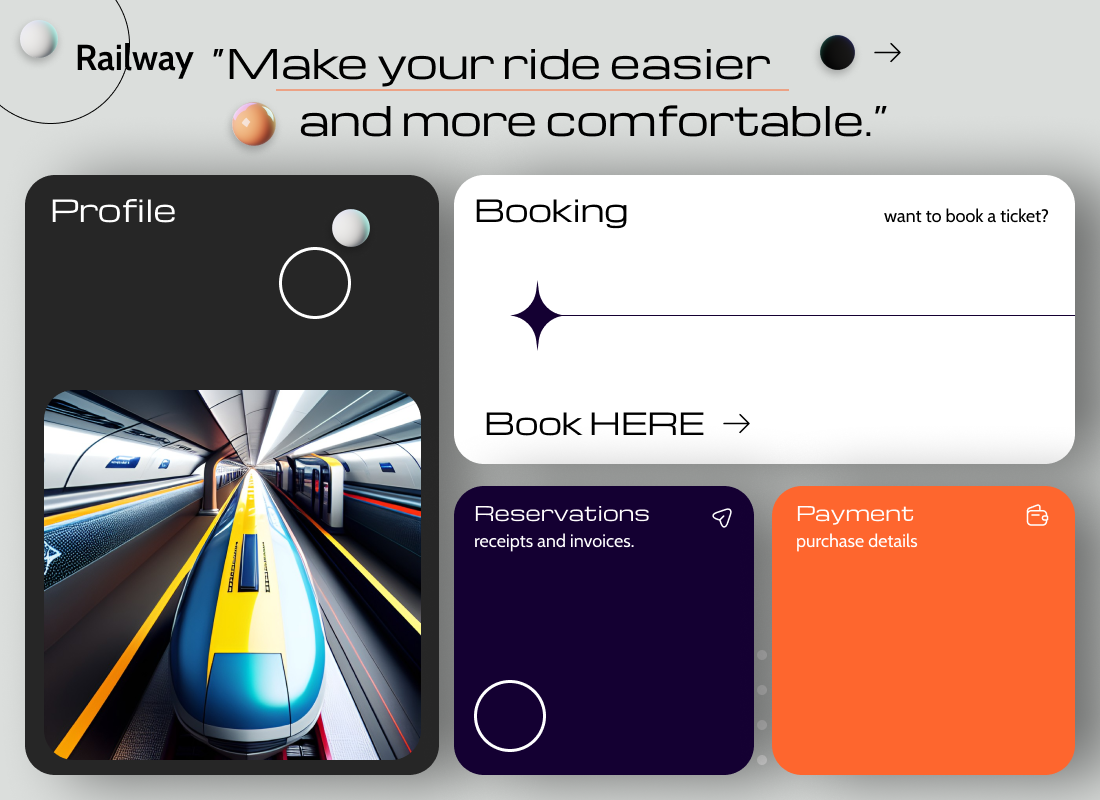 Railway
"Make your ride easier
and more comfortable."
Profile
Booking
want to book a ticket?
Book HERE
Reservations
receipts and invoices.
Payment
purchase details